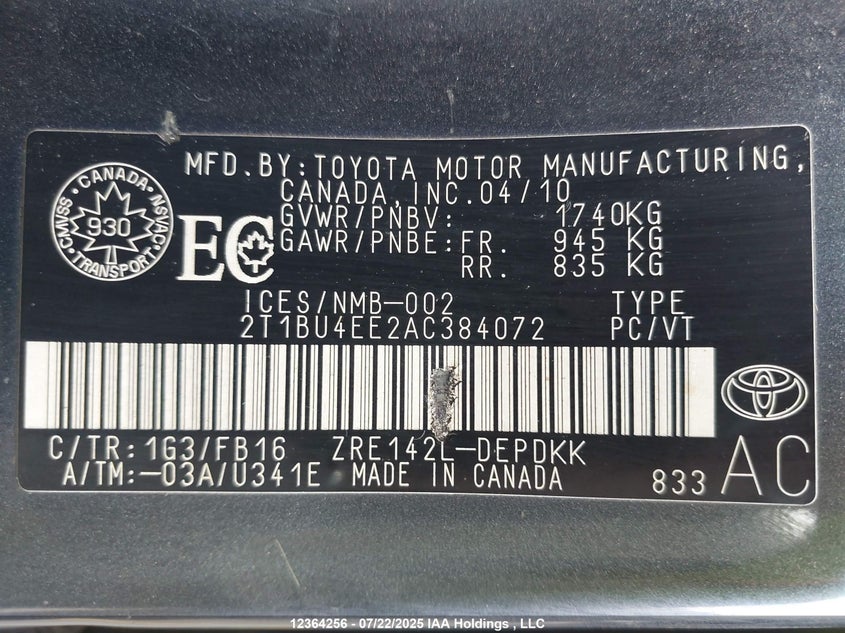 MFD.BY:TOYOTA MOTOR MANUFACTURING,
CANADA, INC.04/10
GVWR/PNBV: 1740KG
GAWR/PNBE:FR. 945 KG
RR. 835 KG
CANADA
CMVSS 930 NSVAC
TRANSPORT
EC
ICES/NMB-002 TYPE
2T1BU4EE2AC384072 PC/VT
C/TR:1G3/FB16 ZRE142L-DEPDKK
A/TM:-03A/U341E MADE IN CANADA
833 AC
12364256 - 07/22/2025 IAA Holdings , LLC